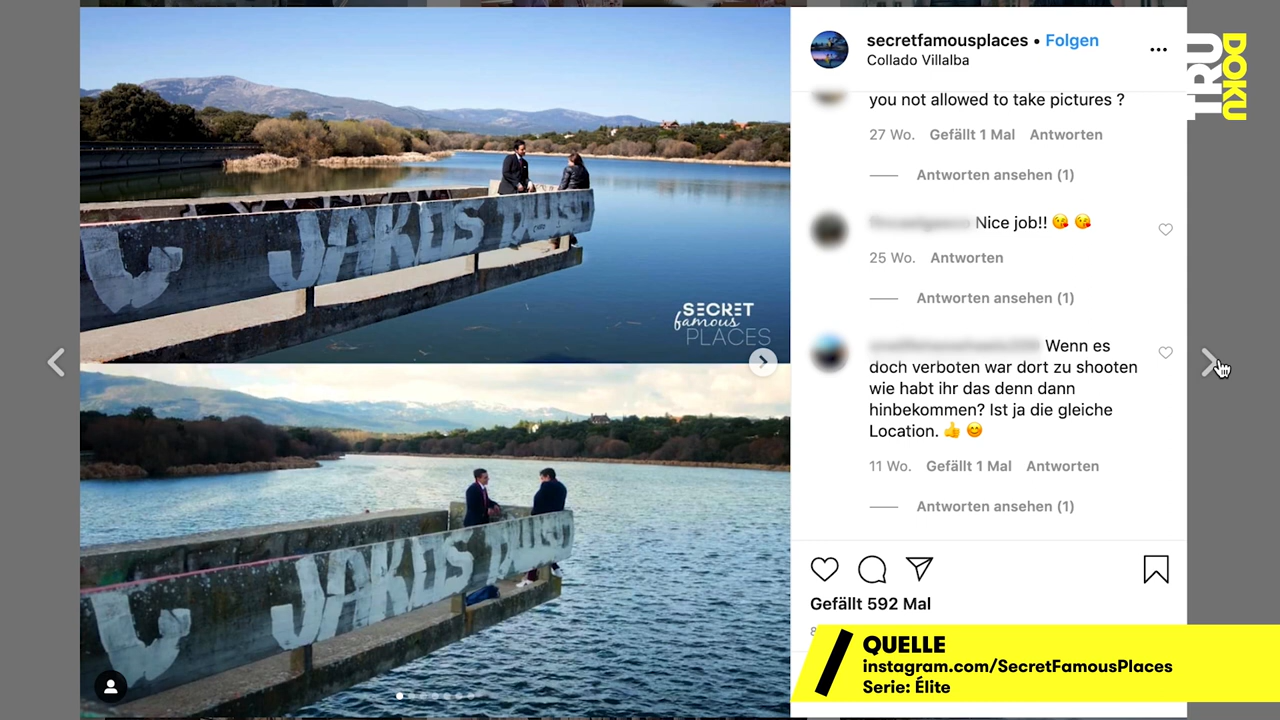 secretfamousplaces • Folgen
Collado Villalba
TRU
DOKU
you not allowed to take pictures ?
27 Wo. Gefällt 1 Mal Antworten
Antworten ansehen (1)
Nice job!! 😘 😘
25 Wo. Antworten
Antworten ansehen (1)
Wenn es
doch verboten war dort zu shooten
wie habt ihr das denn dann
hinbekommen? Ist ja die gleiche
Location. 👍 😊
11 Wo. Gefällt 1 Mal Antworten
Antworten ansehen (1)
Gefällt 592 Mal
JAKOS
SECRET
famous
PLACES
JAKOS
QUELLE
instagram.com/SecretFamousPlaces
Serie: Élite